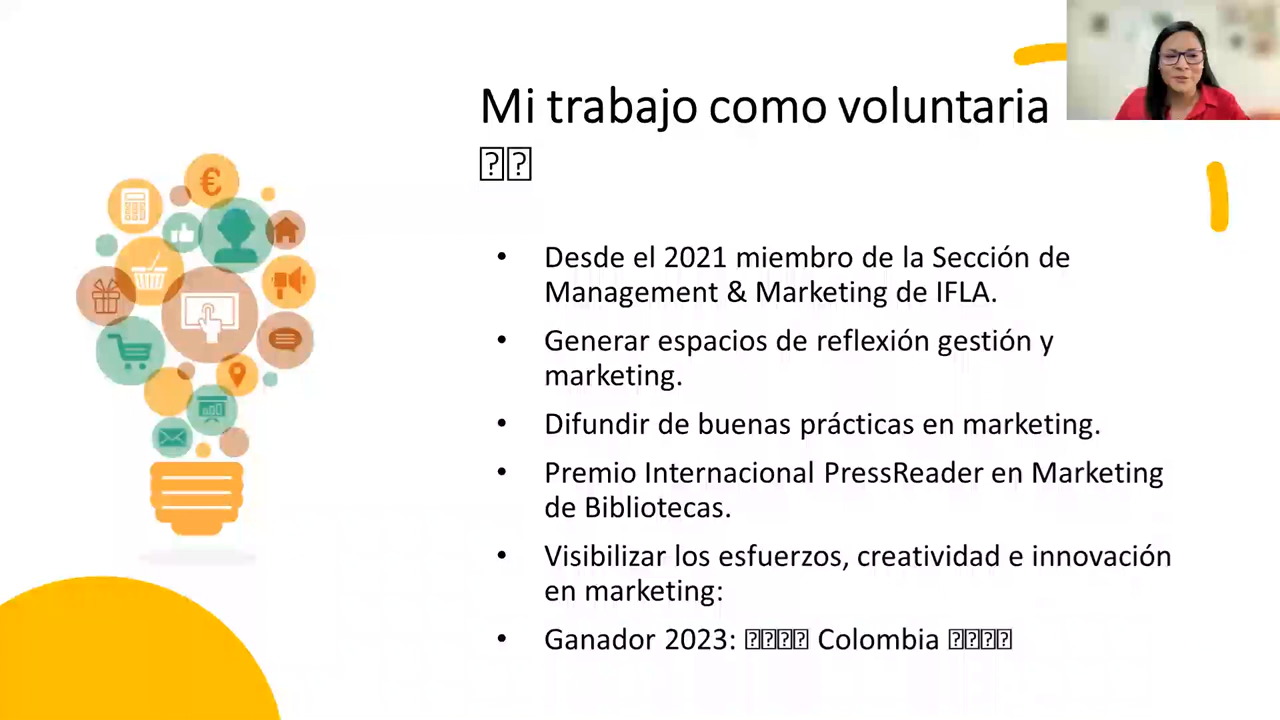 Mi trabajo como voluntaria
Desde el 2021 miembro de la Sección de
Management & Marketing de IFLA.
Generar espacios de reflexión gestión y
marketing.
Difundir de buenas prácticas en marketing.
Premio Internacional PressReader en Marketing
de Bibliotecas.
Visibilizar los esfuerzos, creatividad e innovación
en marketing:
Ganador 2023: Colombia
€